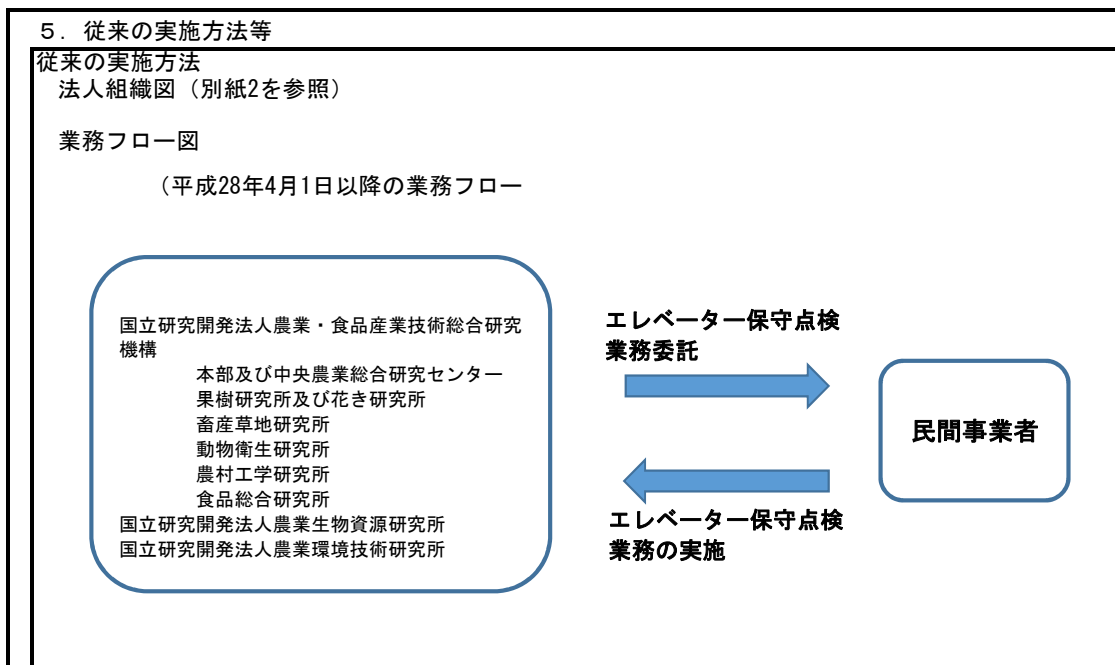 ５．従来の実施方法等
従来の実施方法
法人組織図（別紙2を参照）
業務フロー図
（平成28年4月1日以降の業務フロー
国立研究開発法人農業・食品産業技術総合研究
機構
本部及び中央農業総合研究センター
果樹研究所及び花き研究所
畜産草地研究所
動物衛生研究所
農村工学研究所
食品総合研究所
国立研究開発法人農業生物資源研究所
国立研究開発法人農業環境技術研究所
エレベーター保守点検
業務委託
エレベーター保守点検
業務の実施
民間事業者